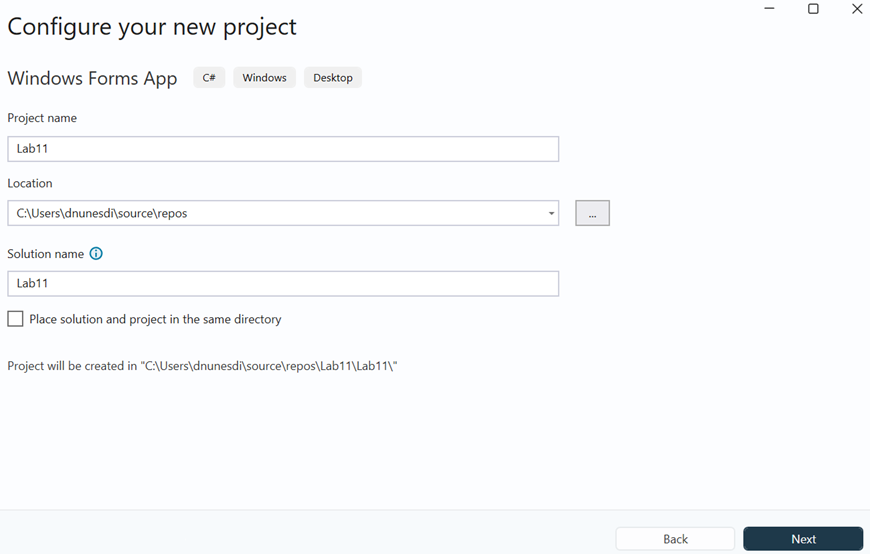 Configure your new project
Windows Forms App C# Windows Desktop
Project name
Lab11
Location
C:\Users\dnunesdi\source\repos
...
Solution name
Lab11
Place solution and project in the same directory
Project will be created in "C:\Users\dnunesdi\source\repos\Lab11\Lab11\"
Back Next